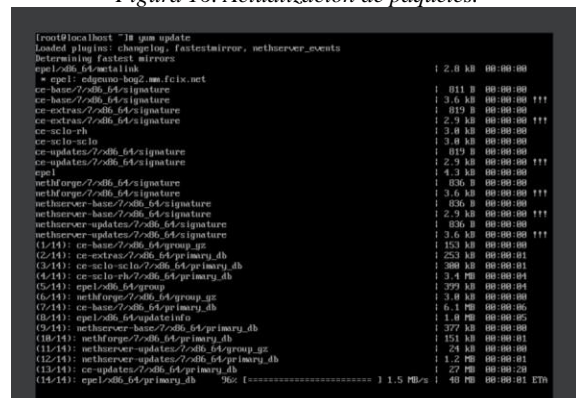 Figura 16. Actualización de paquetes.
[root@localhost ~]# yum update
Loaded plugins: changelog, fastestmirror, nethserver_events
Determining fastest mirrors
epel/x86_64/metalink | 2.8 kB 00:00:00
* epel: edgeuno-bog2.mm.fcix.net
ce-base/7/x86_64/signature | 811 B 00:00:00
ce-base/7/x86_64/signature | 3.6 kB 00:00:00 !!!
ce-extras/7/x86_64/signature | 819 B 00:00:00
ce-extras/7/x86_64/signature | 2.9 kB 00:00:00 !!!
ce-sclo-rh | 3.0 kB 00:00:00
ce-sclo-sclo | 3.0 kB 00:00:00
ce-updates/7/x86_64/signature | 819 B 00:00:00
ce-updates/7/x86_64/signature | 2.9 kB 00:00:00 !!!
epel | 4.3 kB 00:00:00
nethforge/7/x86_64/signature | 836 B 00:00:00
nethforge/7/x86_64/signature | 3.6 kB 00:00:00 !!!
nethserver-base/7/x86_64/signature | 836 B 00:00:00
nethserver-base/7/x86_64/signature | 2.9 kB 00:00:00 !!!
nethserver-updates/7/x86_64/signature | 836 B 00:00:00
nethserver-updates/7/x86_64/signature | 3.6 kB 00:00:00 !!!
(1/14): ce-base/7/x86_64/group_gz | 153 kB 00:00:00
(2/14): ce-extras/7/x86_64/primary_db | 253 kB 00:00:01
(3/14): ce-sclo-sclo/7/x86_64/primary_db | 300 kB 00:00:01
(4/14): ce-sclo-rh/7/x86_64/primary_db | 3.4 MB 00:00:04
(5/14): epel/x86_64/group | 399 kB 00:00:04
(6/14): nethforge/7/x86_64/group_gz | 3.0 kB 00:00:00
(7/14): ce-base/7/x86_64/primary_db | 6.1 MB 00:00:06
(8/14): epel/x86_64/updateinfo | 1.0 MB 00:00:05
(9/14): nethserver-base/7/x86_64/primary_db | 377 kB 00:00:00
(10/14): nethforge/7/x86_64/primary_db | 151 kB 00:00:01
(11/14): nethserver-updates/7/x86_64/group_gz | 24 kB 00:00:00
(12/14): nethserver-updates/7/x86_64/primary_db | 1.2 MB 00:00:01
(13/14): ce-updates/7/x86_64/primary_db | 27 MB 00:00:20
(14/14): epel/x86_64/primary_db 96% [======================== ] 1.5 MB/s | 40 MB 00:00:01 ETA